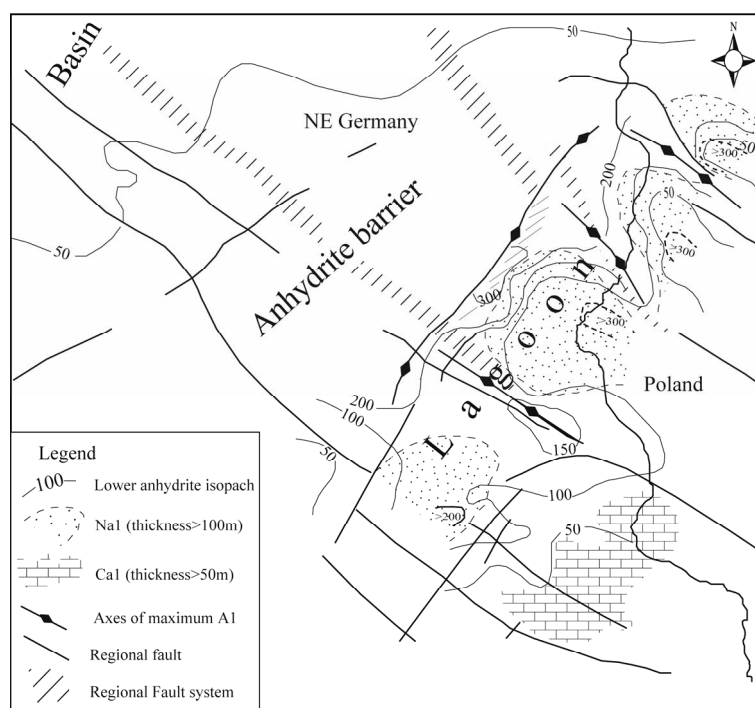 Basin
50
N
NE Germany
200
200
>300
50
50
Anhydrite barrier
>300
300
>300
Lagoon
Poland
200
100
50
150
100
>200
50
Legend
100 Lower anhydrite isopach
Na1 (thickness>100m)
Ca1 (thickness>50m)
Axes of maximum A1
Regional fault
Regional Fault system